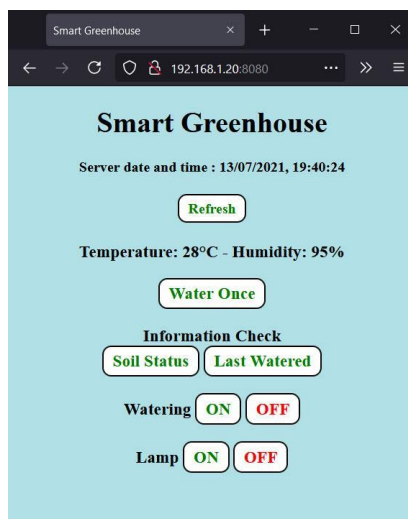 Smart Greenhouse
192.168.1.20:8080
Smart Greenhouse
Server date and time : 13/07/2021, 19:40:24
Refresh
Temperature: 28°C - Humidity: 95%
Water Once
Information Check
Soil Status Last Watered
Watering ON OFF
Lamp ON OFF